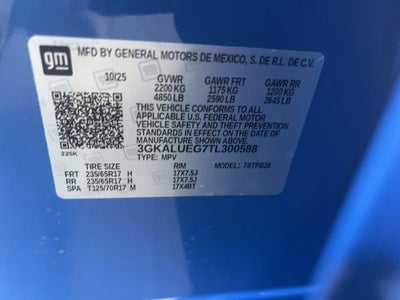 gm
MFD BY GENERAL MOTORS DE MEXICO, S. DE R.L. DE C.V.
10/25 GVWR GAWR FRT GAWR RR
2200 KG 1175 KG 1200 KG
4850 LB 2590 LB 2645 LB
THIS VEHICLE CONFORMS TO ALL
APPLICABLE U.S. FEDERAL MOTOR
VEHICLE SAFETY AND THEFT PREVENTION
STANDARDS IN EFFECT ON THE DATE OF
MANUFACTURE SHOWN ABOVE.
225K 3GKALUEG7TL300588
TYPE: MPV MODEL: 78TPB26
TIRE SIZE RIM
FRT 235/65R17 H 17X7.5J
RR 235/65R17 H 17X7.5J
SPA T125/70R17 M 17X4BT